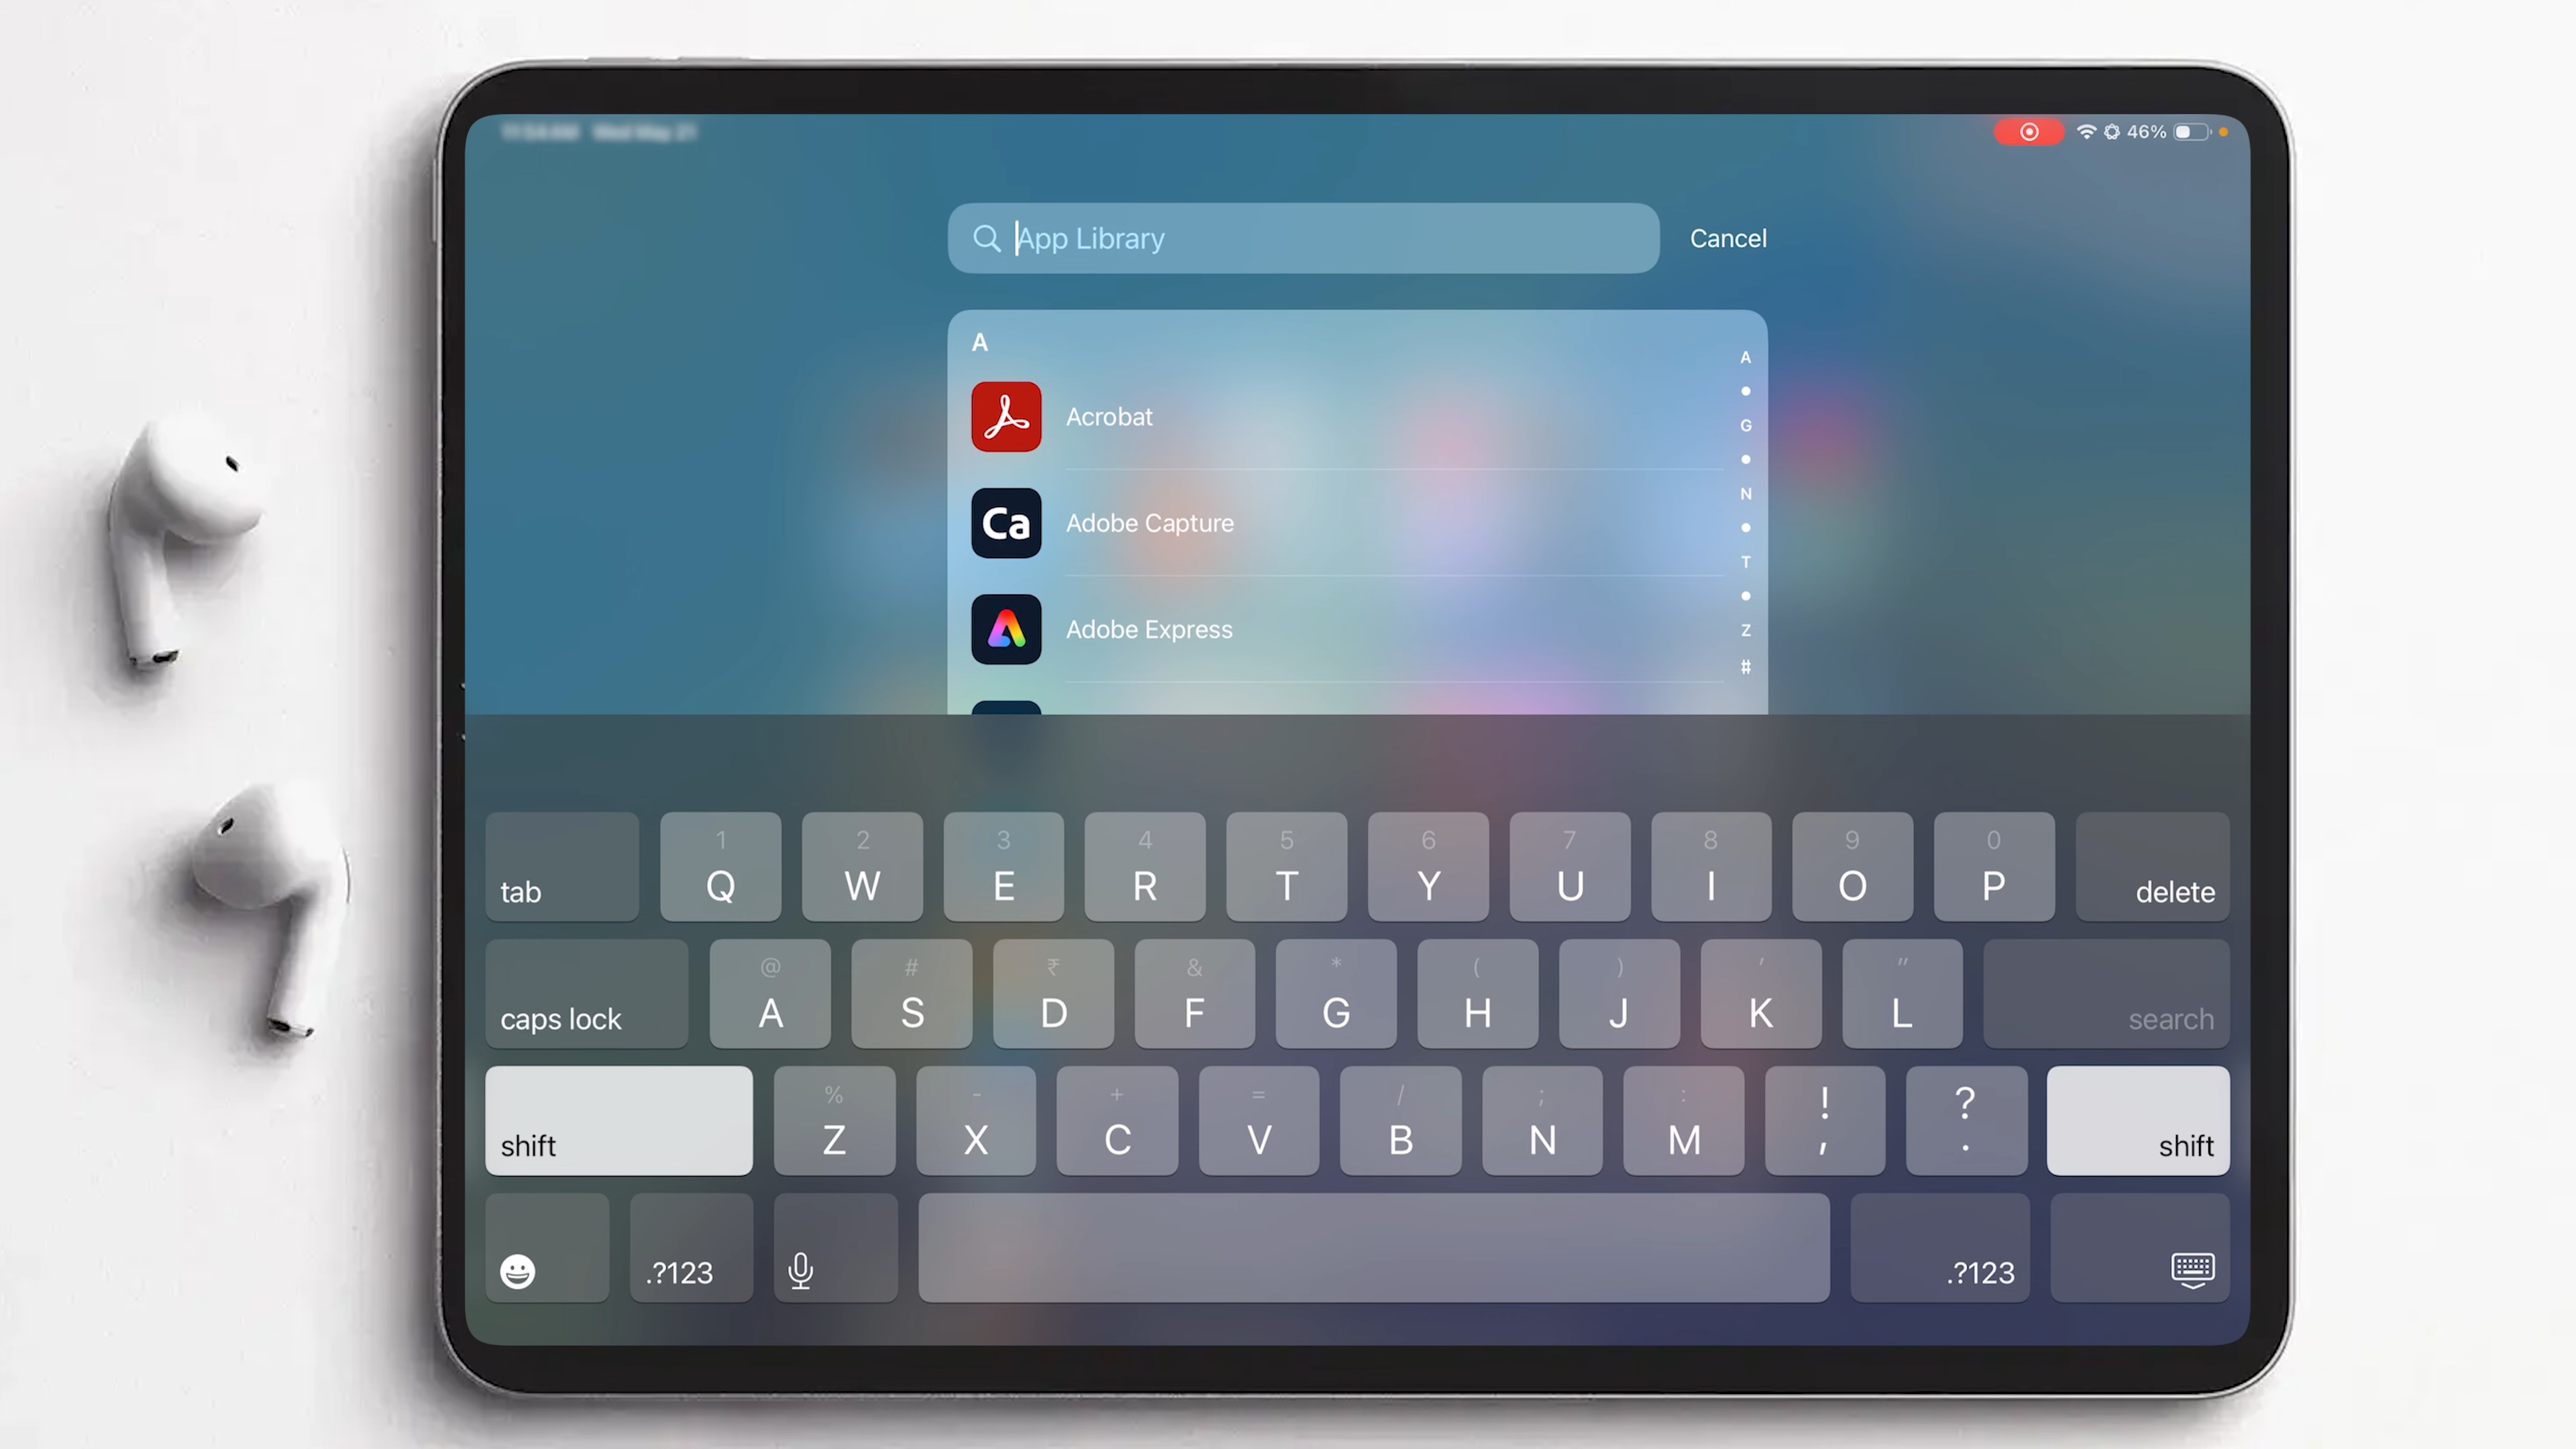 46%
App Library
Cancel
A
Acrobat
Ca
Adobe Capture
Adobe Express
A
G
N
T
Z
#
1 2 3 4 5 6 7 8 9 0
tab Q W E R T Y U I O P delete
@ # ₹ & * ( ) ' "
caps lock A S D F G H J K L search
% - + = / ; : ! ?
shift Z X C V B N M , . shift
.?123 .?123